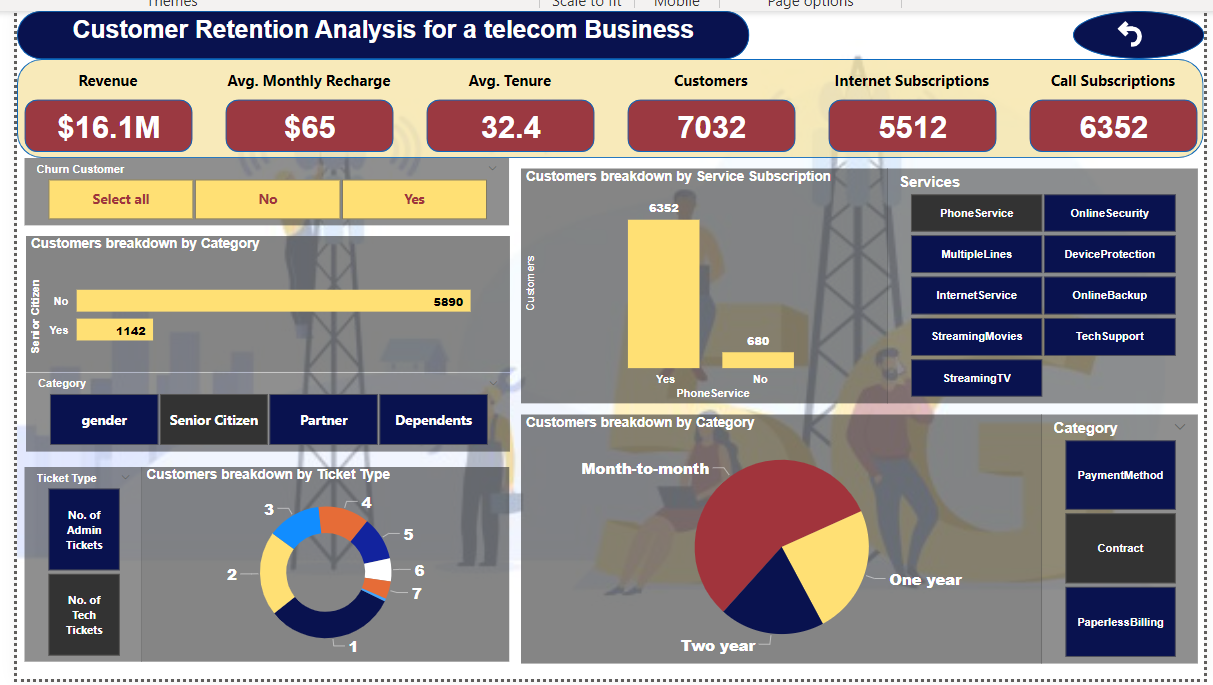 Themes
Scale to fit
Mobile
Page options
Customer Retention Analysis for a telecom Business
Revenue
Avg. Monthly Recharge
Avg. Tenure
Customers
Internet Subscriptions
Call Subscriptions
$16.1M
$65
32.4
7032
5512
6352
Churn Customer
Select all
No
Yes
Customers breakdown by Category
Senior Citizen
No
5890
Yes
1142
Category
gender
Senior Citizen
Partner
Dependents
Ticket Type
No. of
Admin
Tickets
No. of
Tech
Tickets
Customers breakdown by Ticket Type
1
2
3
4
5
6
7
Customers breakdown by Service Subscription
Customers
6352
680
Yes
No
PhoneService
Services
PhoneService
OnlineSecurity
MultipleLines
DeviceProtection
InternetService
OnlineBackup
StreamingMovies
TechSupport
StreamingTV
Customers breakdown by Category
Month-to-month
One year
Two year
Category
PaymentMethod
Contract
PaperlessBilling